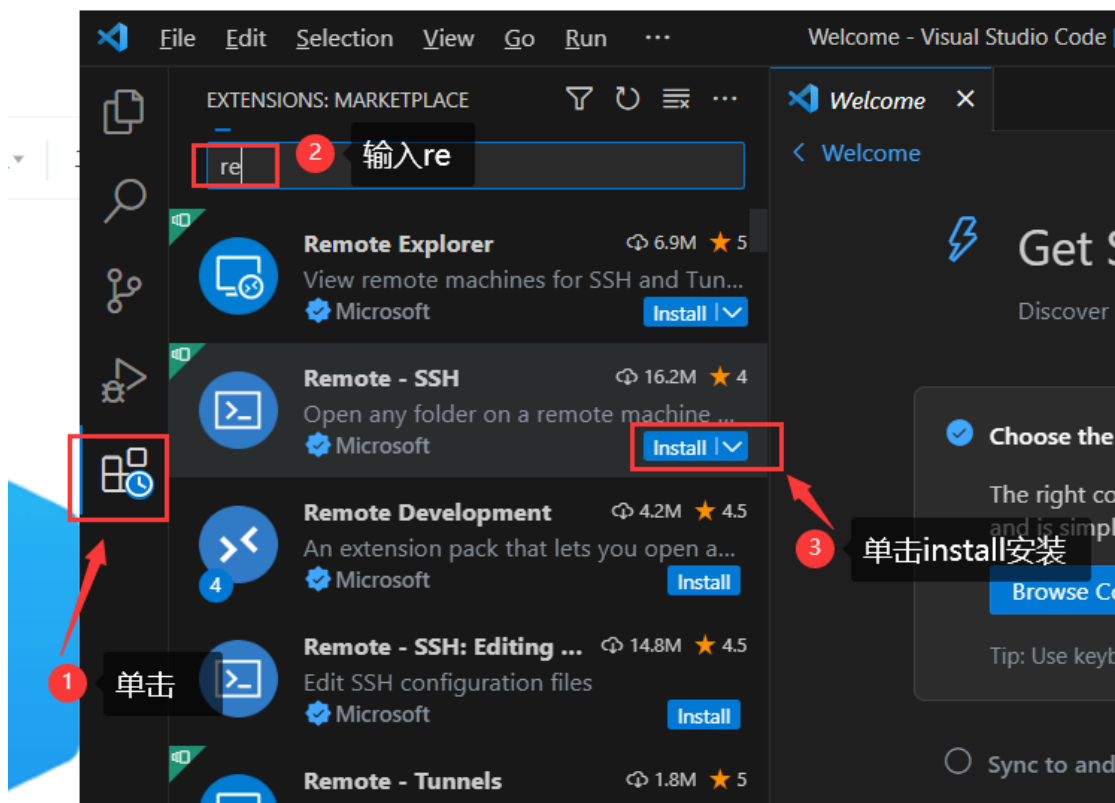 File Edit Selection View Go Run ···
Welcome - Visual Studio Code
EXTENSIONS: MARKETPLACE
Welcome
re
2
输入re
Welcome
Remote Explorer 6.9M 5
View remote machines for SSH and Tun...
Microsoft Install
Get
Discover
Remote - SSH 16.2M 4
Open any folder on a remote machine ...
Microsoft Install
Choose the
The right
and is
Remote Development 4.2M 4.5
An extension pack that lets you open a...
4 Microsoft Install
3
单击install安装
Browse
Remote - SSH: Editing ... 14.8M 4.5
Edit SSH configuration files
Microsoft Install
Tip: Use
1
单击
Remote - Tunnels 1.8M 5
Sync to and